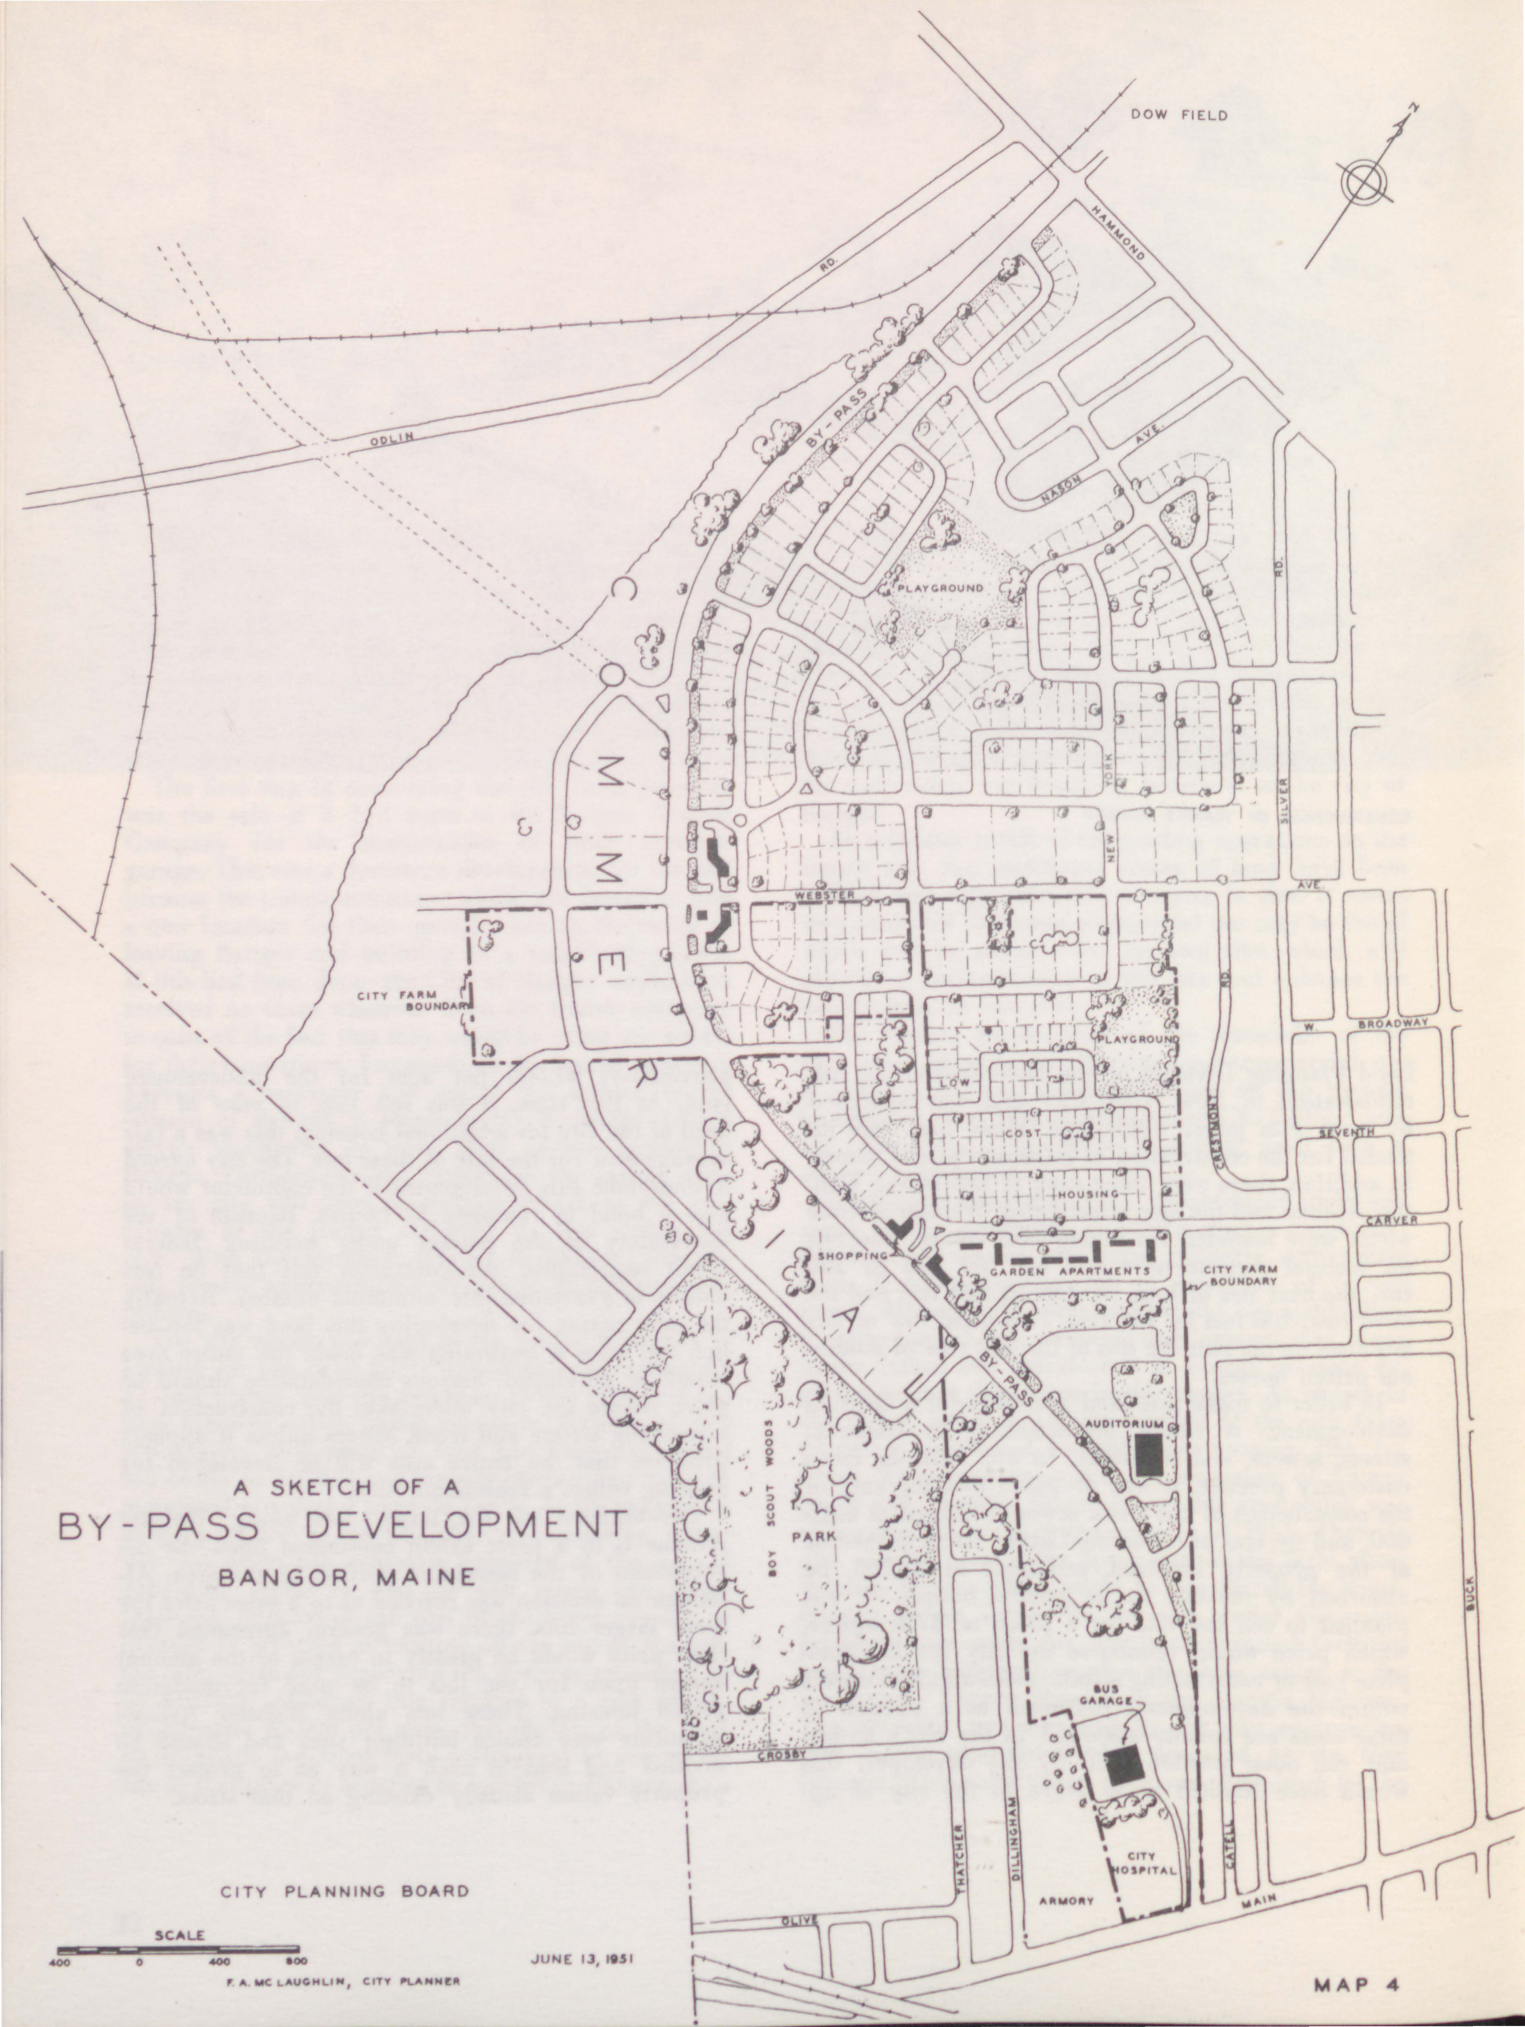 DOW FIELD
N
HAMMOND
RD.
ODLIN
BY-PASS
NASON
AVE.
PLAYGROUND
RD.
YORK
NEW
SILVER
COMMERCIAL
WEBSTER
AVE.
CITY FARM
BOUNDARY
RD.
W. BROADWAY
PLAYGROUND
LOW
COST
HOUSING
CRESTMONT
SEVENTH
CARVER
SHOPPING
GARDEN APARTMENTS
CITY FARM
BOUNDARY
BY-PASS
AUDITORIUM
BOY SCOUT WOODS
PARK
A SKETCH OF A
BY-PASS DEVELOPMENT
BANGOR, MAINE
BUCK
BUS
GARAGE
CROSBY
THATCHER
DILLINGHAM
CATELL
CITY
HOSPITAL
ARMORY
MAIN
OLIVE
CITY PLANNING BOARD
SCALE
400 0 400 800
F. A. MC LAUGHLIN, CITY PLANNER
JUNE 13, 1951
MAP 4